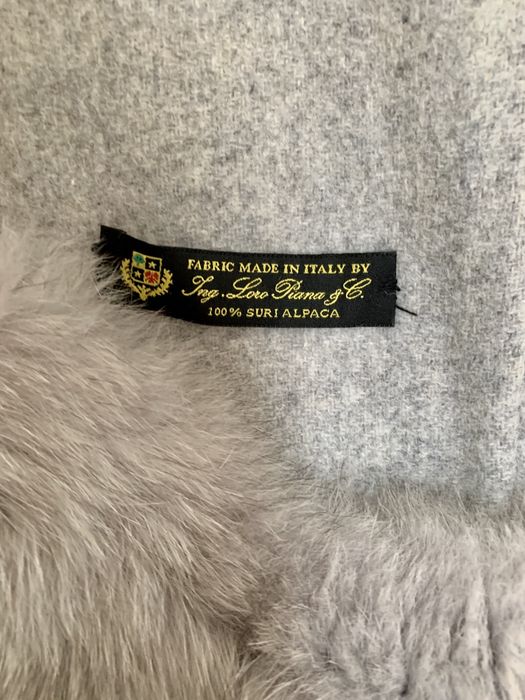 FABRIC MADE IN ITALY BY
Ing. Loro Piana & C.
100% SURI ALPACA